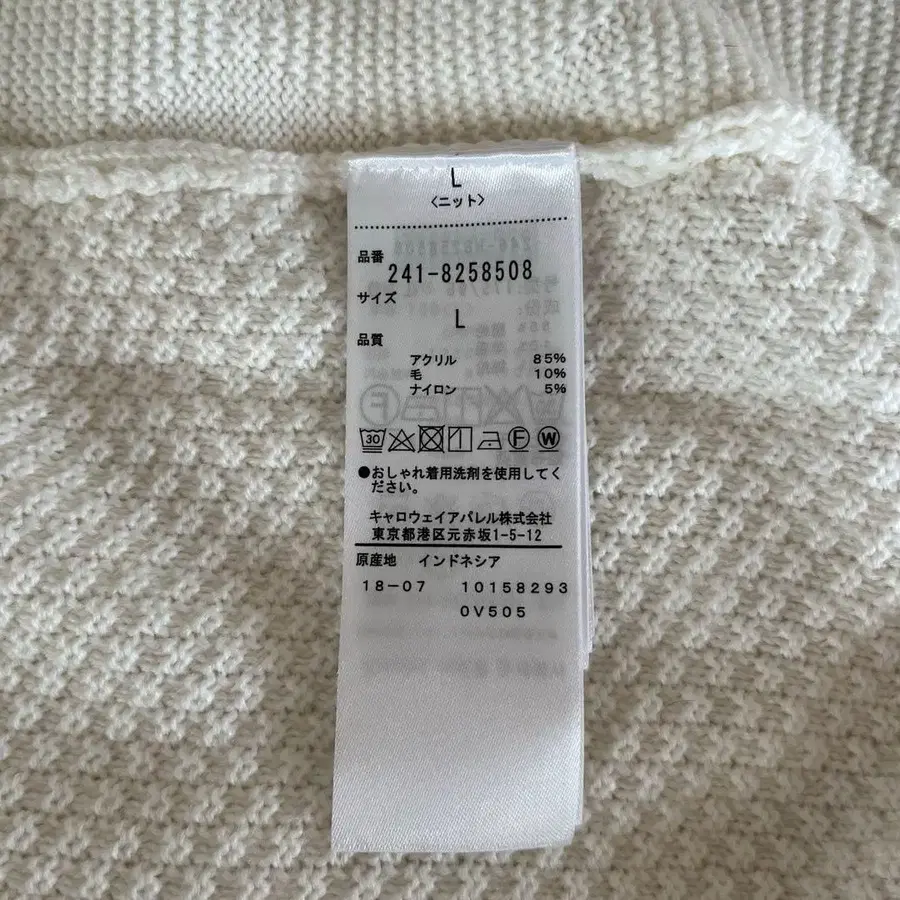 L
<ニット>
品番
241-8258508
サイズ
L
品質
アクリル 85%
毛 10%
ナイロン 5%
30 F W
●おしゃれ着用洗剤を使用してく
ださい。
キャロウェイアパレル株式会社
東京都港区元赤坂1-5-12
原産地 インドネシア
18-07 10158293
0V505